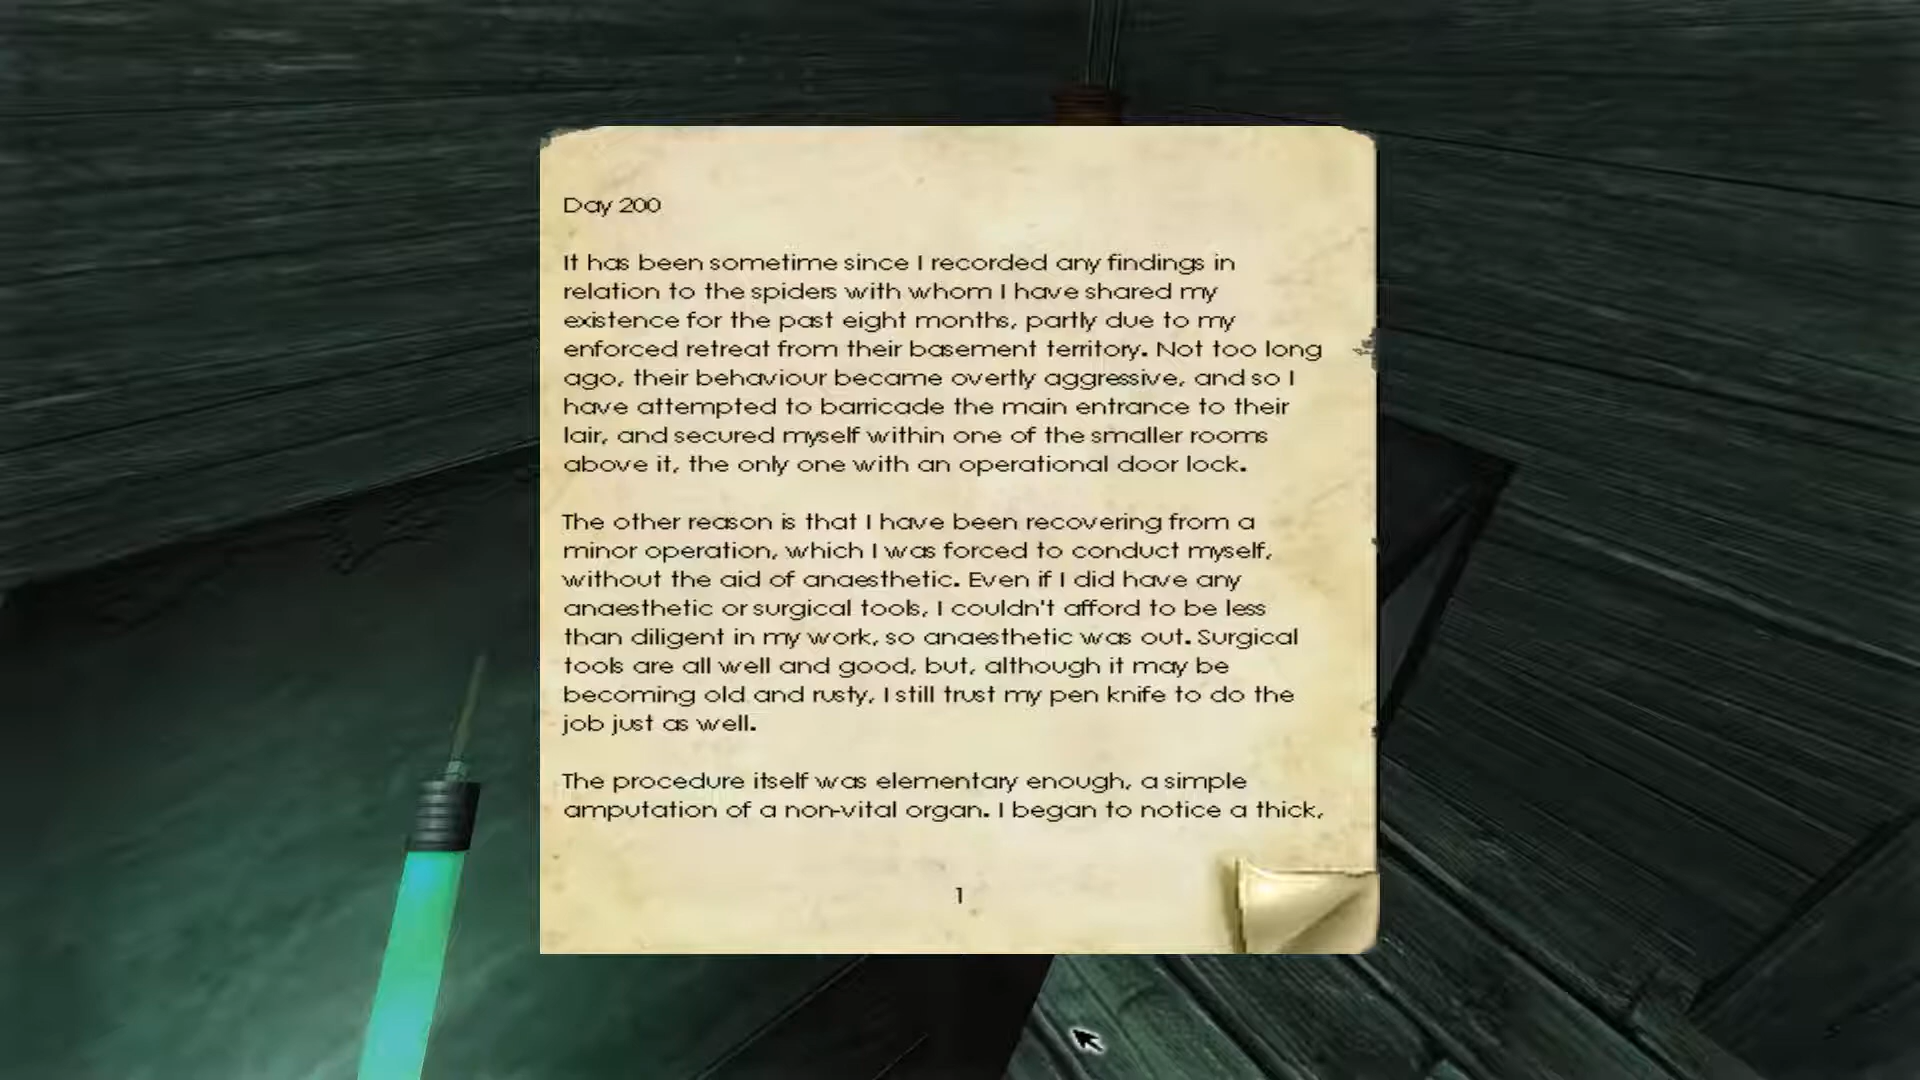 Day 200
It has been sometime since I recorded any findings in
relation to the spiders with whom I have shared my
existence for the past eight months, partly due to my
enforced retreat from their basement territory. Not too long
ago, their behaviour became overtly aggressive, and so I
have attempted to barricade the main entrance to their
lair, and secured myself within one of the smaller rooms
above it, the only one with an operational door lock.
The other reason is that I have been recovering from a
minor operation, which I was forced to conduct myself,
without the aid of anaesthetic. Even if I did have any
anaesthetic or surgical tools, I couldn't afford to be less
than diligent in my work, so anaesthetic was out. Surgical
tools are all well and good, but, although it may be
becoming old and rusty, I still trust my pen knife to do the
job just as well.
The procedure itself was elementary enough, a simple
amputation of a non-vital organ. I began to notice a thick,
1